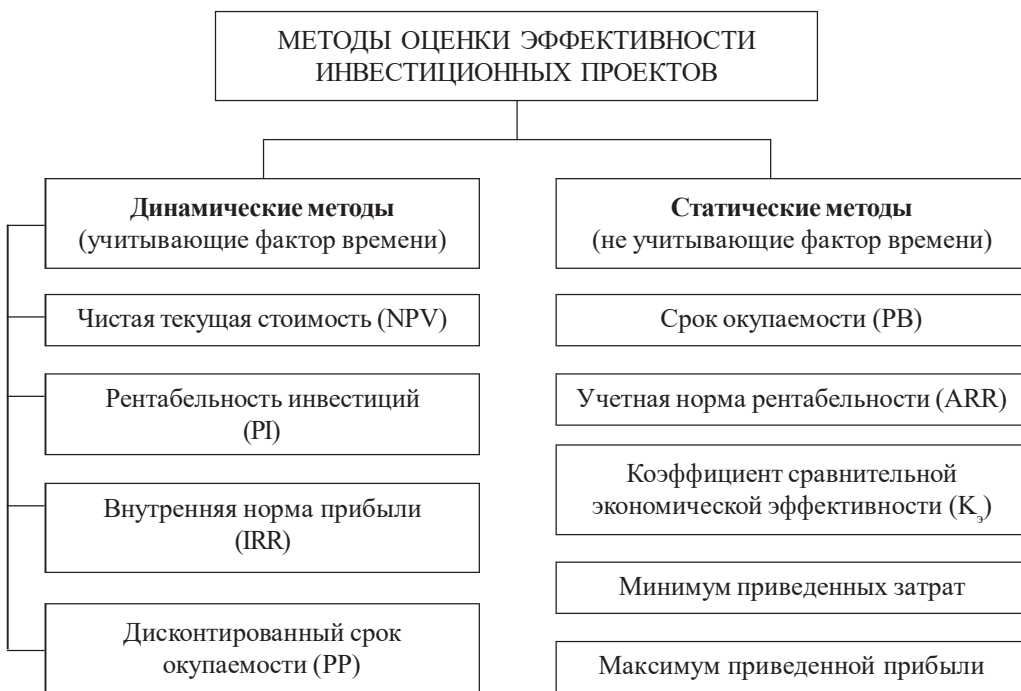 МЕТОДЫ ОЦЕНКИ ЭФФЕКТИВНОСТИ
ИНВЕСТИЦИОННЫХ ПРОЕКТОВ
Динамические методы
(учитывающие фактор времени)
Чистая текущая стоимость (NPV)
Рентабельность инвестиций
(PI)
Внутренняя норма прибыли
(IRR)
Дисконтированный срок
окупаемости (PP)
Статические методы
(не учитывающие фактор времени)
Срок окупаемости (PB)
Учетная норма рентабельности (ARR)
Коэффициент сравнительной
экономической эффективности (Kэ)
Минимум приведенных затрат
Максимум приведенной прибыли